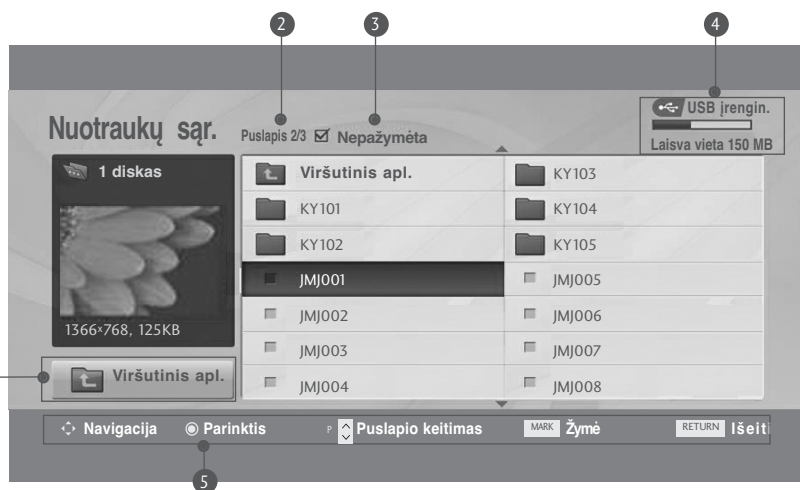 2 3 4
USB įrengin.
Laisva vieta 150 MB
Nuotraukų sąr.
Puslapis 2/3 Nepažymėta
1 diskas
1366×768, 125KB
Viršutinis apl.
Viršutinis apl. KY103
KY101 KY104
KY102 KY105
JMJ001 JMJ005
JMJ002 JMJ006
JMJ003 JMJ007
JMJ004 JMJ008
Navigacija Parinktis P Puslapio keitimas MARK Žymė RETURN Išeiti
5